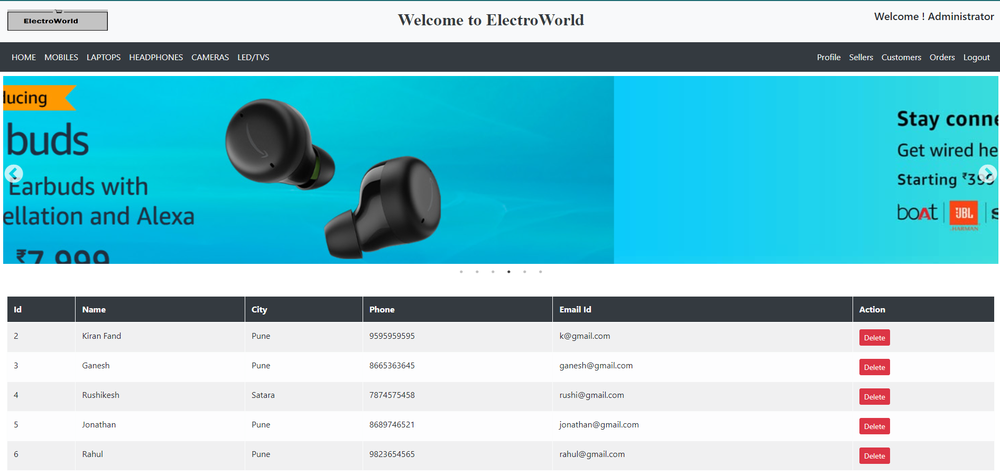 ElectroWorld
Welcome to ElectroWorld
Welcome ! Administrator
HOME MOBILES LAPTOPS HEADPHONES CAMERAS LED/TVS
Profile Sellers Customers Orders Logout
ducing
buds
Earbuds with
ellation and Alexa
₹7,999
Stay conne
Get wired he
Starting ₹399
boAt JBL
HARMAN
Id Name City Phone Email Id Action
2 Kiran Fand Pune 9595959595 k@gmail.com Delete
3 Ganesh Pune 8665363645 ganesh@gmail.com Delete
4 Rushikesh Satara 7874575458 rushi@gmail.com Delete
5 Jonathan Pune 8689746521 jonathan@gmail.com Delete
6 Rahul Pune 9823654565 rahul@gmail.com Delete